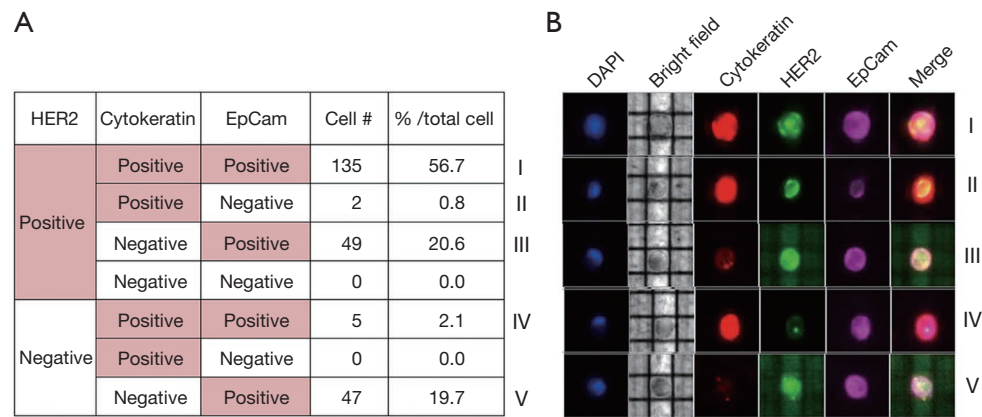 A
HER2 Cytokeratin EpCam Cell # % /total cell
Positive Positive Positive 135 56.7 I
Positive Negative 2 0.8 II
Negative Positive 49 20.6 III
Negative Negative 0 0.0
Negative Positive Positive 5 2.1 IV
Positive Negative 0 0.0
Negative Positive 47 19.7 V
B
DAPI Bright field Cytokeratin HER2 EpCam Merge
I
II
III
IV
V